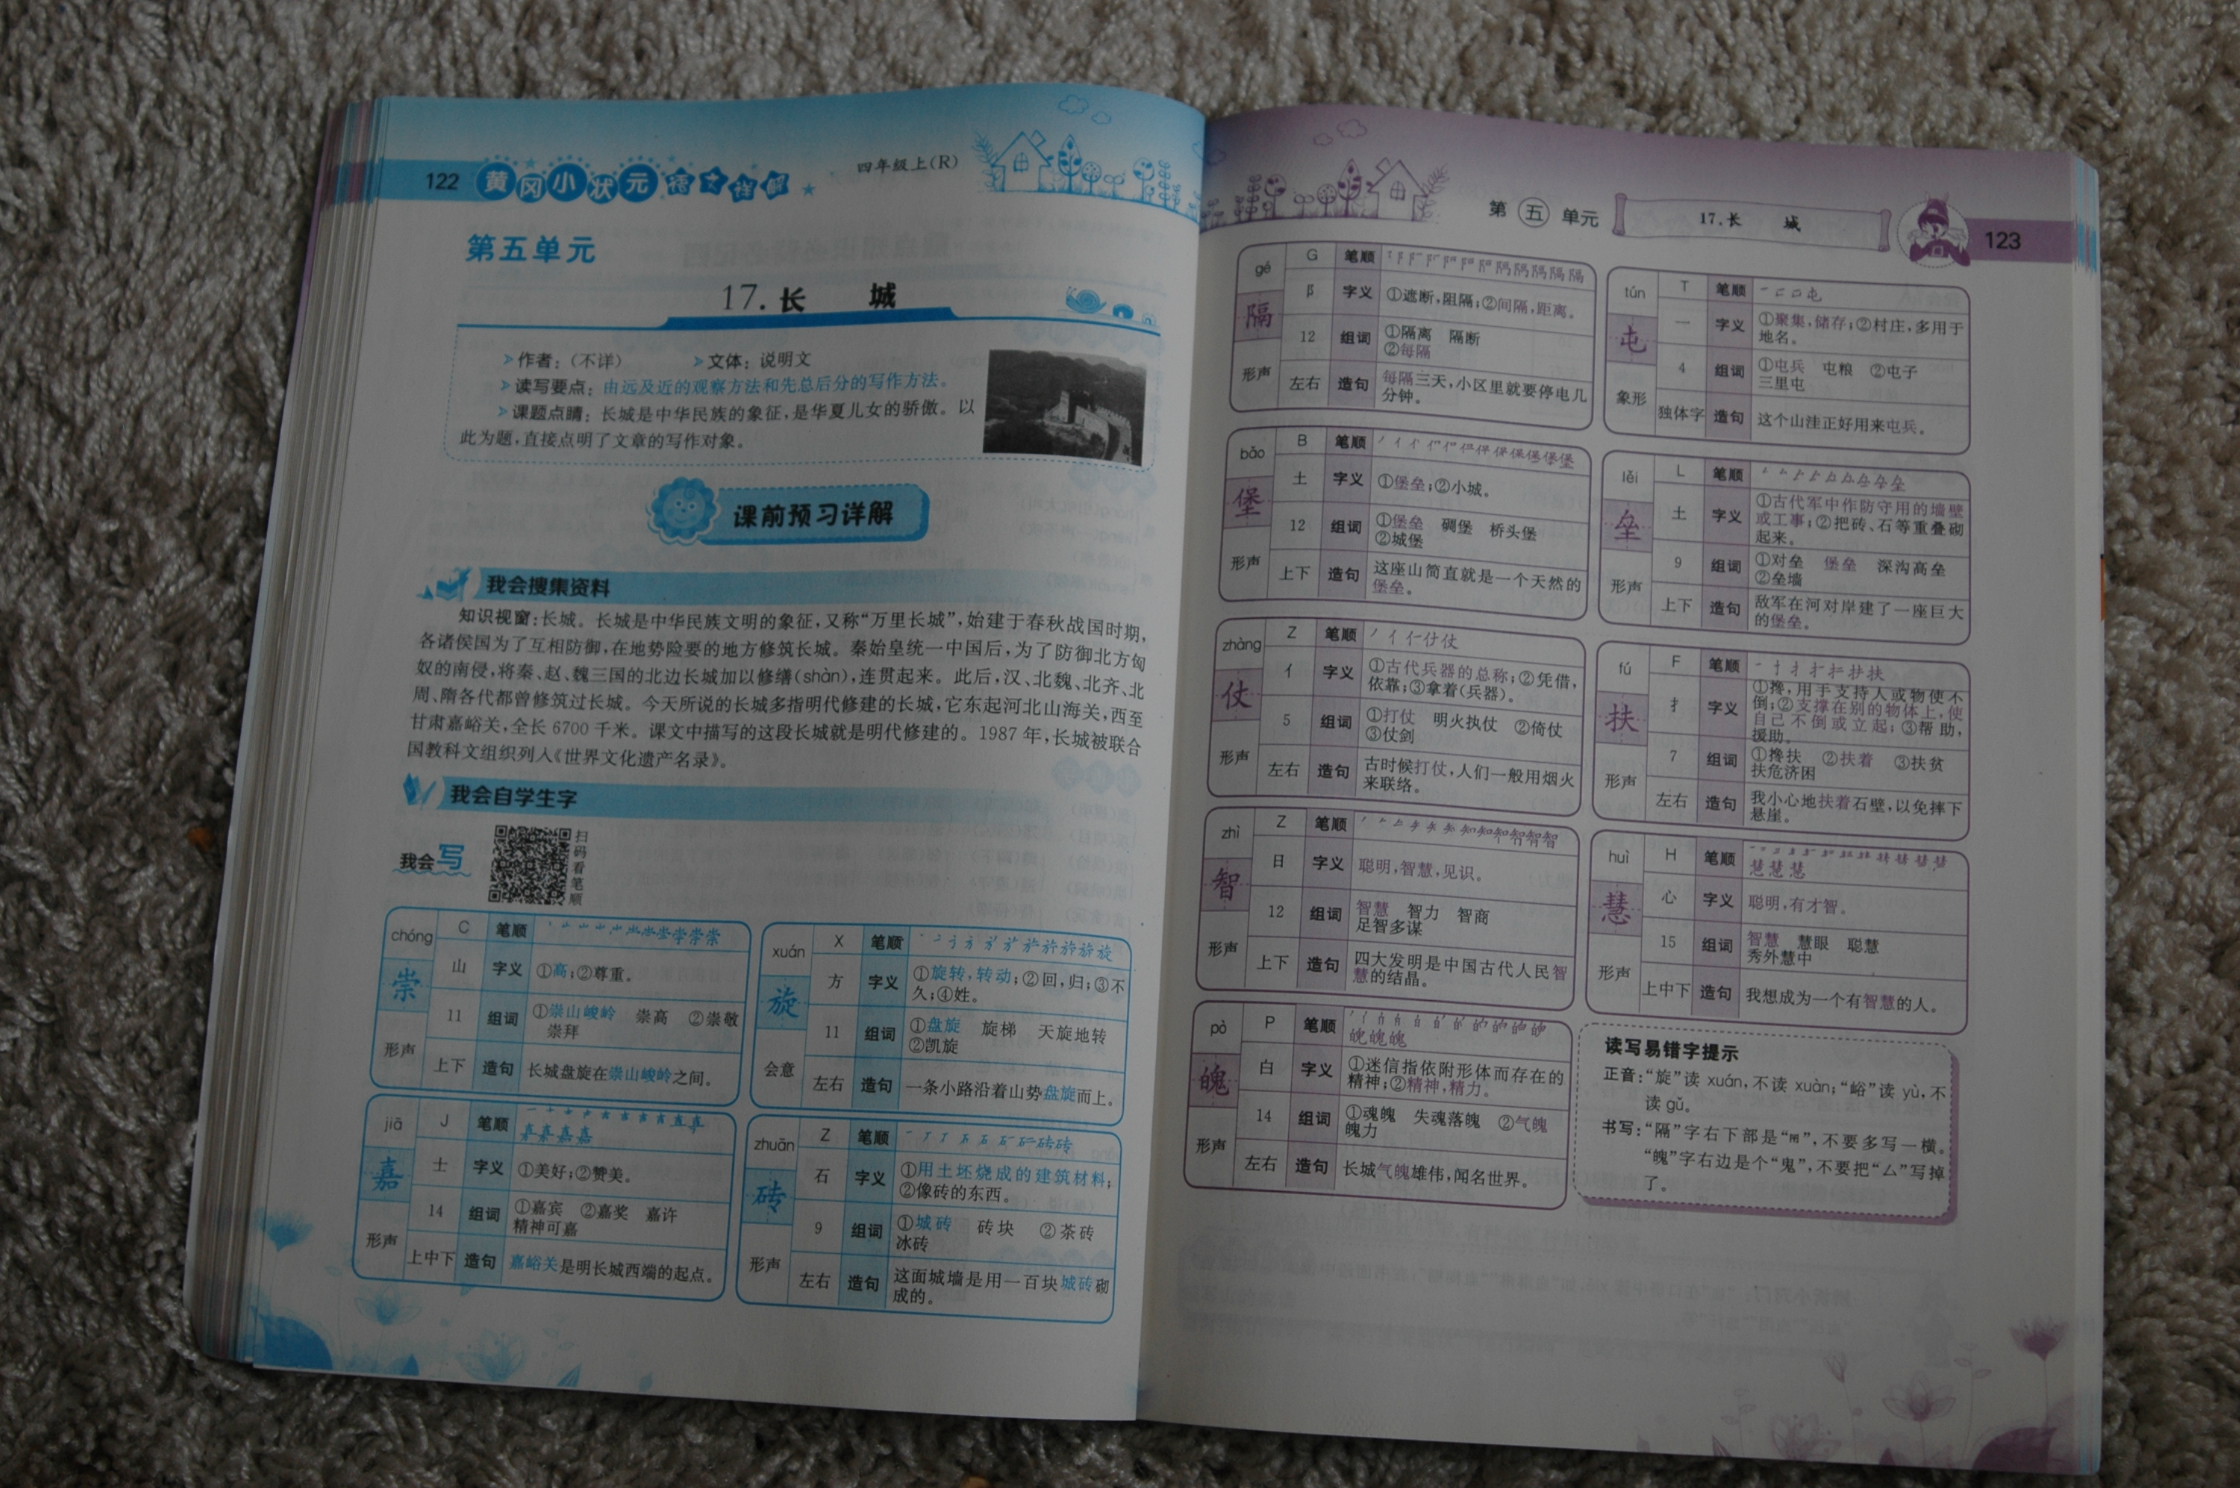 122 黄冈小状元 语文详解 四年级上(R)
第五单元
17.长 城
作者：(不详) 文体：说明文
读写要点：由远及近的观察方法和先总后分的写作方法。
课题点睛：长城是中华民族的象征,是华夏儿女的骄傲。以
此为题,直接点明了文章的写作对象。
课前预习详解
我会搜集资料
知识视窗:长城。长城是中华民族文明的象征,又称“万里长城”,始建于春秋战国时期,
各诸侯国为了互相防御,在地势险要的地方修筑长城。秦始皇统一中国后,为了防御北方匈
奴的南侵,将秦、赵、魏三国的北边长城加以修缮(shàn),连贯起来。此后,汉、北魏、北齐、北
周、隋各代都曾修筑过长城。今天所说的长城多指明代修建的长城,它东起河北山海关,西至
甘肃嘉峪关,全长6700千米。课文中描写的这段长城就是明代修建的。1987年,长城被联合
国教科文组织列入《世界文化遗产名录》。
我会自学生字
我会写
扫码看笔顺
chóng C 笔顺
崇 山 字义 ①高;②尊重。
11 组词 ①崇山峻岭 崇高 ②崇敬
崇拜
形声 上下 造句 长城盘旋在崇山峻岭之间。
xuán X 笔顺
旋 方 字义 ①旋转,转动;②回,归;③不
久;④姓。
11 组词 ①盘旋 旋梯 天旋地转
②凯旋
会意 左右 造句 一条小路沿着山势盘旋而上。
jiā J 笔顺
嘉 士 字义 ①美好;②赞美。
14 组词 ①嘉宾 ②嘉奖 嘉许
精神可嘉
形声 上中下 造句 嘉峪关是明长城西端的起点。
zhuān Z 笔顺
砖 石 字义 ①用土坯烧成的建筑材料;
②像砖的东西。
9 组词 ①城砖 砖块 ②茶砖
冰砖
形声 左右 造句 这面城墙是用一百块城砖砌
成的。
第五单元 17.长 城 123
gé G 笔顺
隔 阝 字义 ①遮断,阻隔;②间隔,距离。
12 组词 ①隔离 隔断
②每隔
形声 左右 造句 每隔三天,小区里就要停电几
分钟。
tún T 笔顺
屯 一 字义 ①聚集,储存;②村庄,多用于
地名。
4 组词 ①屯兵 屯粮 ②屯子
三里屯
象形 独体字 造句 这个山洼正好用来屯兵。
bǎo B 笔顺
堡 土 字义 ①堡垒;②小城。
12 组词 ①堡垒 碉堡 桥头堡
②城堡
形声 上下 造句 这座山简直就是一个天然的
堡垒。
lěi L 笔顺
垒 土 字义 ①古代军中作防守用的墙壁
或工事;②把砖、石等重叠砌
起来。
9 组词 ①对垒 堡垒 深沟高垒
②垒墙
形声 上下 造句 敌军在河对岸建了一座巨大
的堡垒。
zhàng Z 笔顺
仗 亻 字义 ①古代兵器的总称;②凭借,
依靠;③拿着(兵器)。
5 组词 ①打仗 明火执仗 ②倚仗
③仗剑
形声 左右 造句 古时候打仗,人们一般用烟火
来联络。
fú F 笔顺
扶 扌 字义 ①搀,用手支持人或物使不
倒;②支撑在别的物体上,使
自己不倒或立起;③帮助,
援助。
7 组词 ①搀扶 ②扶着 ③扶贫
扶危济困
形声 左右 造句 我小心地扶着石壁,以免摔下
悬崖。
zhì Z 笔顺
智 日 字义 聪明,智慧,见识。
12 组词 智慧 智力 智商
足智多谋
形声 上下 造句 四大发明是中国古代人民智
慧的结晶。
huì H 笔顺
慧 心 字义 聪明,有才智。
15 组词 智慧 慧眼 聪慧
秀外慧中
形声 上中下 造句 我想成为一个有智慧的人。
pò P 笔顺
魄 白 字义 ①迷信指依附形体而存在的
精神;②精神,精力。
14 组词 ①魂魄 失魂落魄 ②气魄
魄力
形声 左右 造句 长城气魄雄伟,闻名世界。
读写易错字提示
正音:“旋”读 xuán,不读 xuàn;“峪”读 yù,不
读 gǔ。
书写:“隔”字右下部是“”,不要多写一横。
“魄”字右边是个“鬼”,不要把“厶”写掉
了。